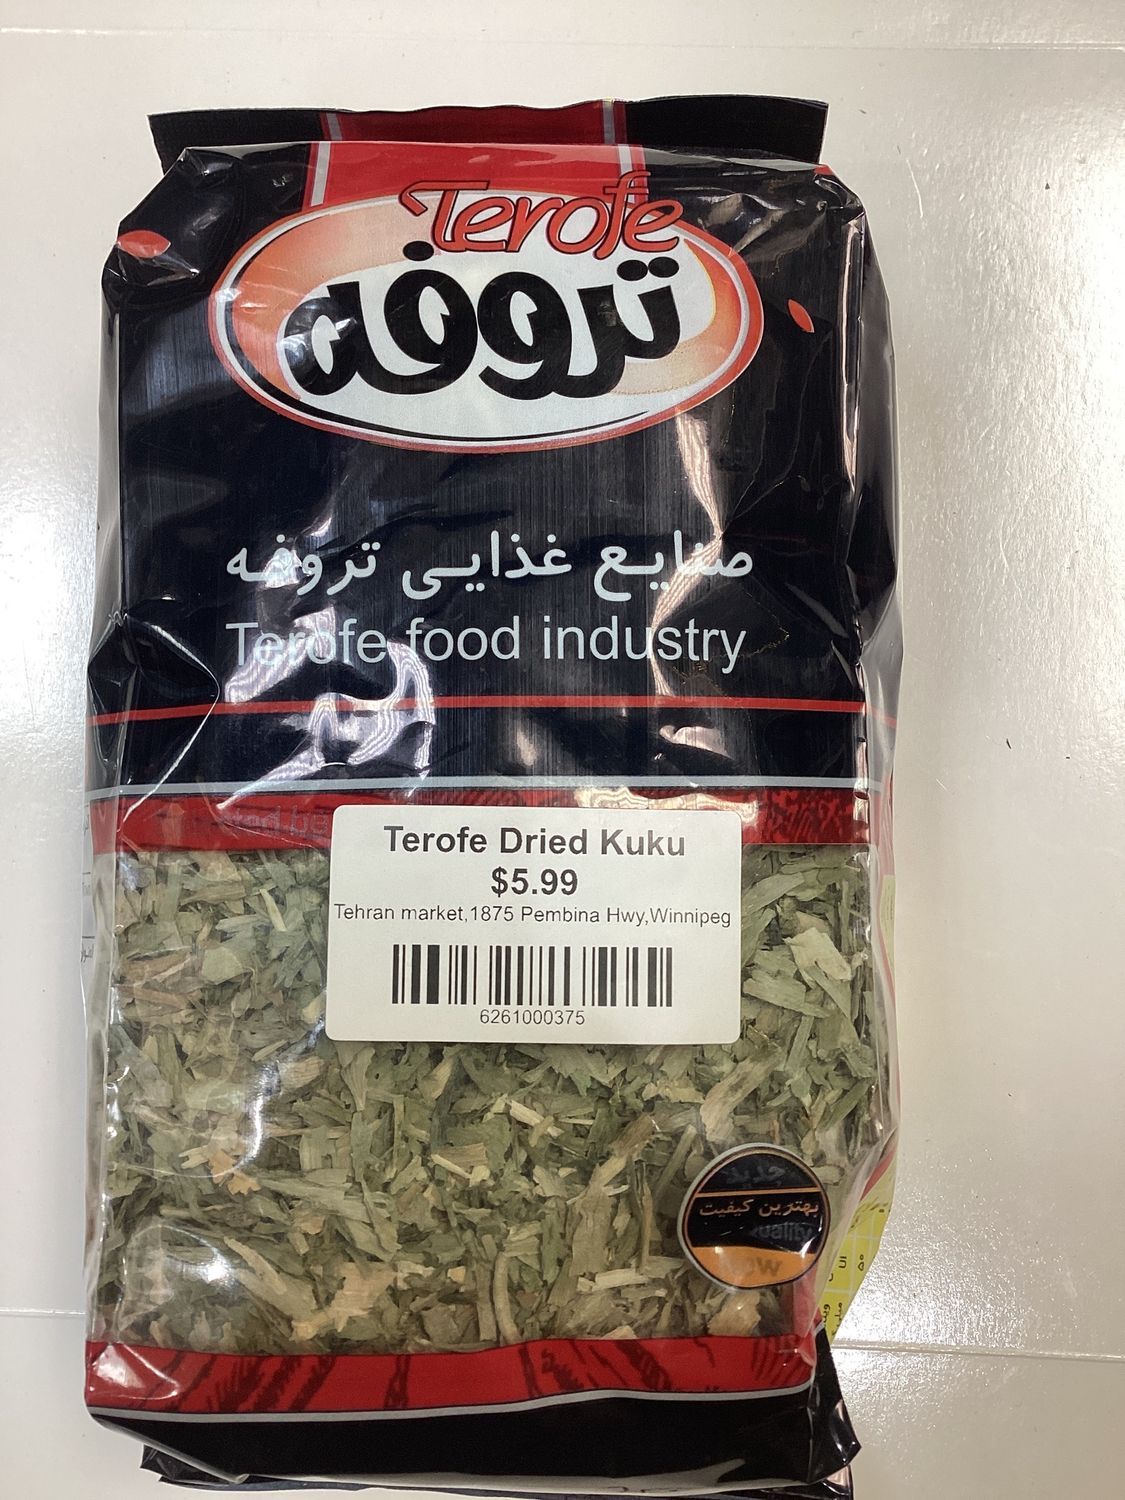 Terofe
تروفه
صنایع غذایی تروفه
Terofe food industry
Terofe Dried Kuku
$5.99
Tehran market,1875 Pembina Hwy,Winnipeg
6261000375
جدید
بهترین کیفیت
quality